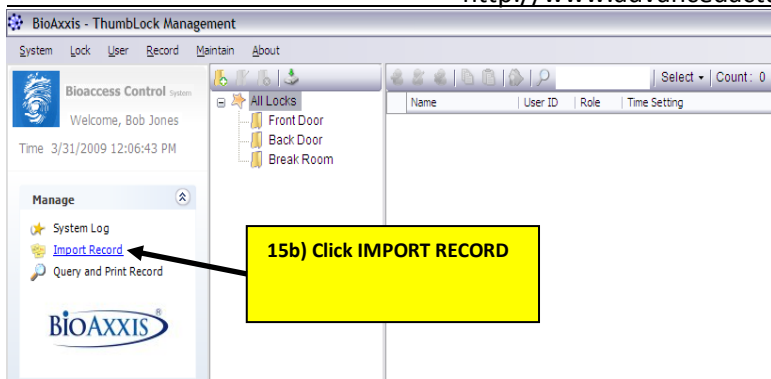 BioAxxis - ThumbLock Management
System Lock User Record Maintain About
Bioaccess Control System
Welcome, Bob Jones
Time 3/31/2009 12:06:43 PM
Manage
System Log
Import Record
Query and Print Record
BIOAXXIS
All Locks
Front Door
Back Door
Break Room
Select Count: 0
Name User ID Role Time Setting
15b) Click IMPORT RECORD